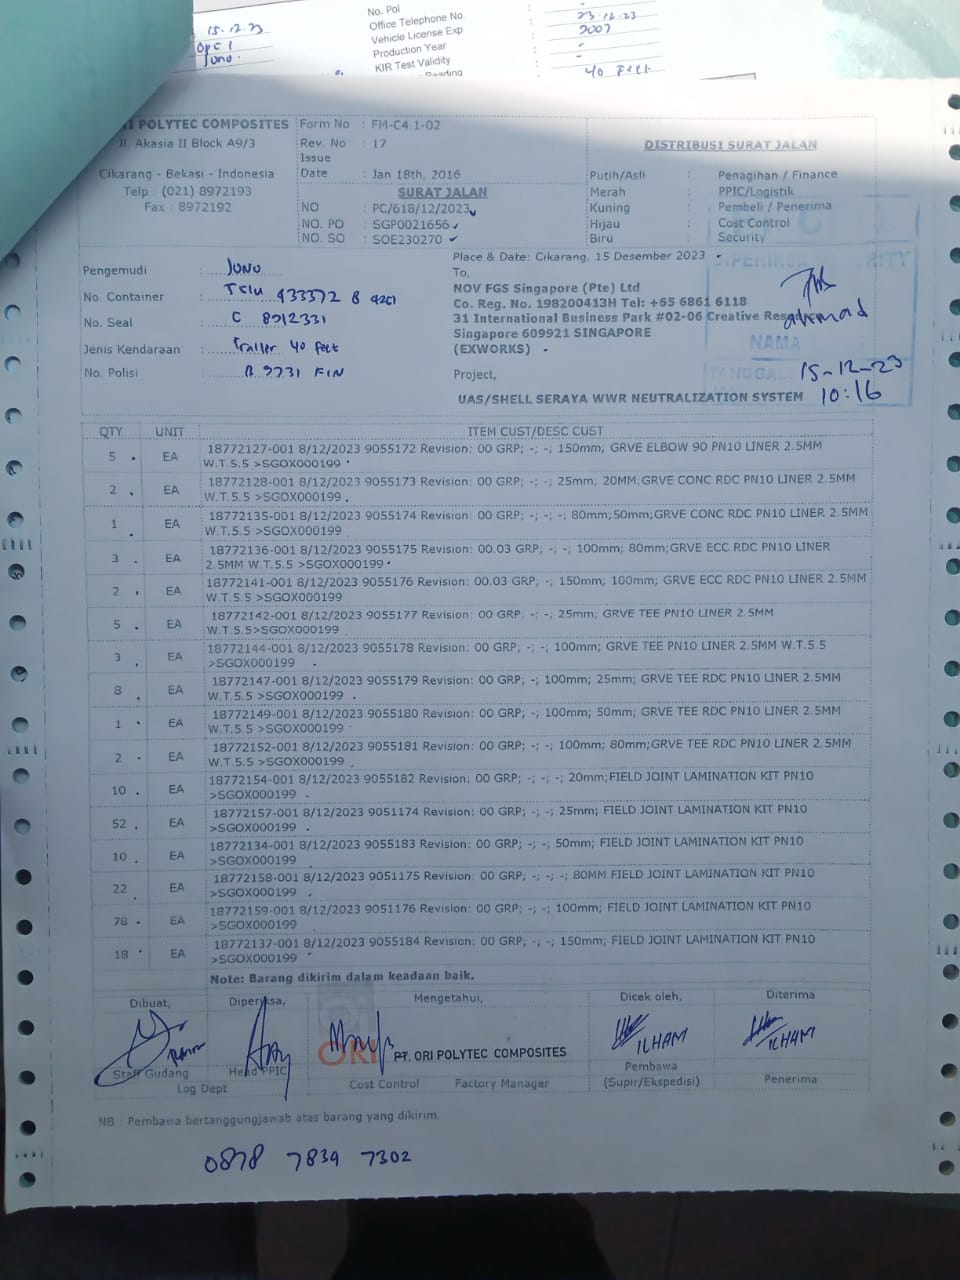 No. Pol
Office Telephone No :
Vehicle License Exp : 23.12.23
Production Year : 2007
KIR Test Validity : -
40 Feet
15.12.23
Opc 1
Juno.
I POLYTEC COMPOSITES
Jl. Akasia II Block A9/3
Cikarang - Bekasi - Indonesia
Telp : (021) 8972193
Fax : 8972192
Form No : FM-C4.1-02
Rev. No : 17
Issue
Date : Jan 18th, 2016
SURAT JALAN
NO : PC/618/12/2023
NO. PO : SGP0021656
NO. SO : SOE230270
DISTRIBUSI SURAT JALAN
Putih/Asli : Penagihan / Finance
Merah : PPIC/Logistik
Kuning : Pembeli / Penerima
Hijau : Cost Control
Biru : Security
Pengemudi : Juno
No. Container : TCLU 933372 8 42G1
No. Seal : C 8912331
Jenis Kendaraan : Trailer 40 feet
No. Polisi : B 9731 FIN
Place & Date: Cikarang, 15 Desember 2023
To,
NOV FGS Singapore (Pte) Ltd
Co. Reg. No. 198200413H Tel: +65 6861 6118
31 International Business Park #02-06 Creative
Singapore 609921 SINGAPORE
(EXWORKS)
Project,
UAS/SHELL SERAYA WWR NEUTRALIZATION SYSTEM
ahmad
NAMA
TANGGAL 15-12-23
10:16
QTY UNIT ITEM CUST/DESC CUST
5 EA 18772127-001 8/12/2023 9055172 Revision: 00 GRP; -; -; 150mm; GRVE ELBOW 90 PN10 LINER 2.5MM
W.T.5.5 >SGOX000199
2 EA 18772128-001 8/12/2023 9055173 Revision: 00 GRP; -; -; 25mm; 20MM;GRVE CONC RDC PN10 LINER 2.5MM
W.T.5.5 >SGOX000199
1 EA 18772135-001 8/12/2023 9055174 Revision: 00 GRP; -; -; -; 80mm;50mm;GRVE CONC RDC PN10 LINER 2.5MM
W.T.5.5 >SGOX000199
3 EA 18772136-001 8/12/2023 9055175 Revision: 00.03 GRP; -; -; 100mm; 80mm;GRVE ECC RDC PN10 LINER
2.5MM W.T.5.5 >SGOX000199
2 EA 18772141-001 8/12/2023 9055176 Revision: 00.03 GRP; -; 150mm; 100mm; GRVE ECC RDC PN10 LINER 2.5MM
W.T.5.5 >SGOX000199
5 EA 18772142-001 8/12/2023 9055177 Revision: 00 GRP; -; -; 25mm; GRVE TEE PN10 LINER 2.5MM
W.T.5.5>SGOX000199
3 EA 18772144-001 8/12/2023 9055178 Revision: 00 GRP; -; -; 100mm; GRVE TEE PN10 LINER 2.5MM W.T.5.5
>SGOX000199
8 EA 18772147-001 8/12/2023 9055179 Revision: 00 GRP; -; 100mm; 25mm; GRVE TEE RDC PN10 LINER 2.5MM
W.T.5.5 >SGOX000199
1 EA 18772149-001 8/12/2023 9055180 Revision: 00 GRP; -; 100mm; 50mm; GRVE TEE RDC PN10 LINER 2.5MM
W.T.5.5 >SGOX000199
2 EA 18772152-001 8/12/2023 9055181 Revision: 00 GRP; -; -; 100mm; 80mm;GRVE TEE RDC PN10 LINER 2.5MM
W.T.5.5 >SGOX000199
10 EA 18772154-001 8/12/2023 9055182 Revision: 00 GRP; -; -; -; 20mm;FIELD JOINT LAMINATION KIT PN10
>SGOX000199
52 EA 18772157-001 8/12/2023 9051174 Revision: 00 GRP; -; -; 25mm; FIELD JOINT LAMINATION KIT PN10
>SGOX000199
10 EA 18772134-001 8/12/2023 9055183 Revision: 00 GRP; -; -; 50mm; FIELD JOINT LAMINATION KIT PN10
>SGOX000199
22 EA 18772158-001 8/12/2023 9051175 Revision: 00 GRP; -; -; -; 80MM FIELD JOINT LAMINATION KIT PN10
>SGOX000199
78 EA 18772159-001 8/12/2023 9051176 Revision: 00 GRP; -; -; 100mm; FIELD JOINT LAMINATION KIT PN10
>SGOX000199
18 EA 18772137-001 8/12/2023 9055184 Revision: 00 GRP; -; -; 150mm; FIELD JOINT LAMINATION KIT PN10
>SGOX000199
Note: Barang dikirim dalam keadaan baik.
Dibuat, Diperiksa, Mengetahui, Dicek oleh, Diterima
ILHAM ILHAM
ORI PT. ORI POLYTEC COMPOSITES
Staff Gudang Head PPIC Cost Control Factory Manager
Log Dept
Pembawa
(Supir/Ekspedisi)
Penerima
NB : Pembawa bertanggungjawab atas barang yang dikirim.
0878 7839 7302